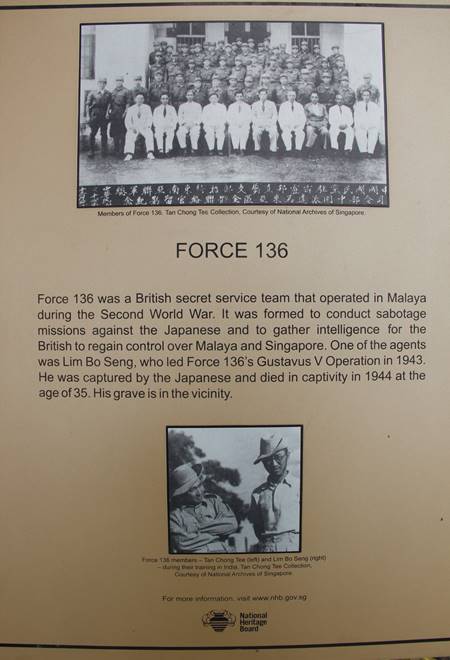 Members of Force 136. Tan Chong Tee Collection, Courtesy of National Archives of Singapore.
FORCE 136
Force 136 was a British secret service team that operated in Malaya
during the Second World War. It was formed to conduct sabotage
missions against the Japanese and to gather intelligence for the
British to regain control over Malaya and Singapore. One of the agents
was Lim Bo Seng, who led Force 136's Gustavus V Operation in 1943.
He was captured by the Japanese and died in captivity in 1944 at the
age of 35. His grave is in the vicinity.
Force 136 members – Tan Chong Tee (left) and Lim Bo Seng (right)
– during their training in India. Tan Chong Tee Collection,
Courtesy of National Archives of Singapore.
For more information, visit www.nhb.gov.sg
National
Heritage
Board